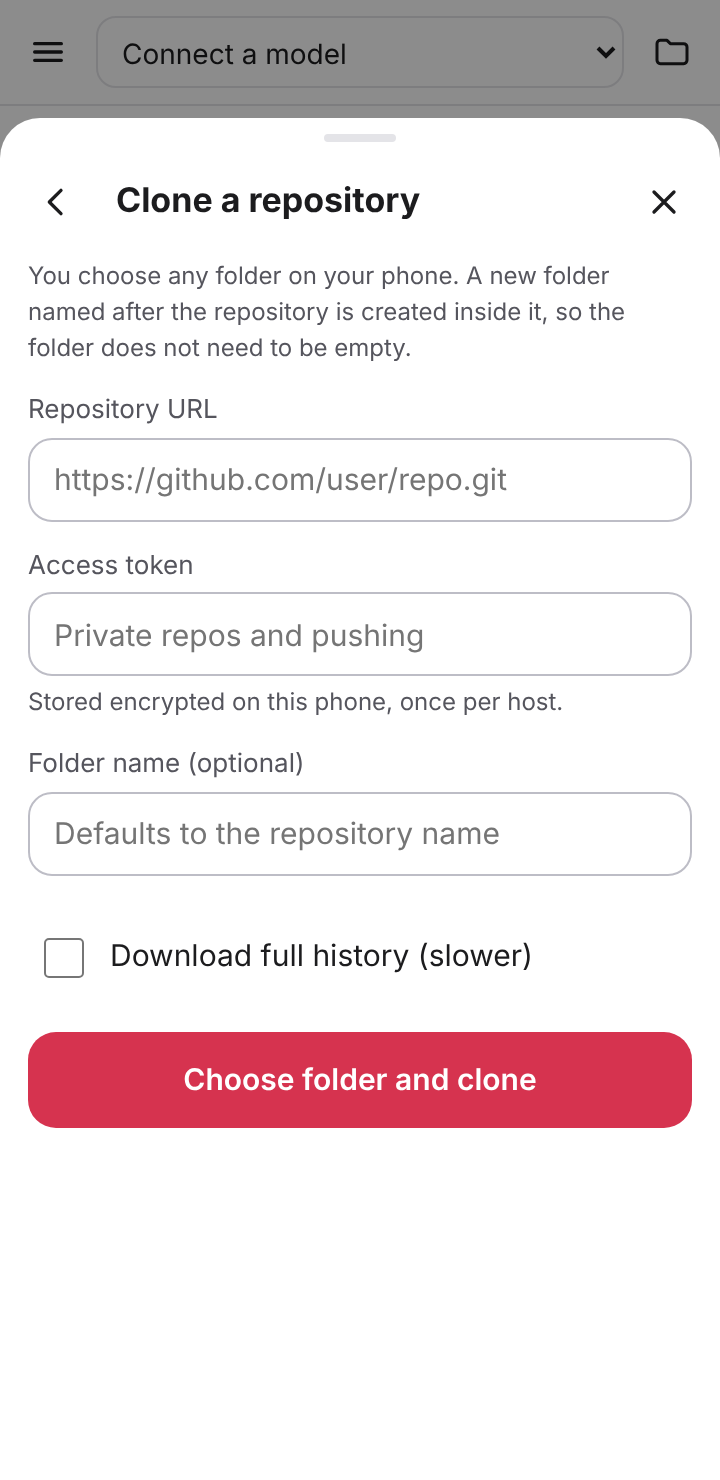 Connect a model
Clone a repository
You choose any folder on your phone. A new folder
named after the repository is created inside it, so the
folder does not need to be empty.
Repository URL
https://github.com/user/repo.git
Access token
Private repos and pushing
Stored encrypted on this phone, once per host.
Folder name (optional)
Defaults to the repository name
Download full history (slower)
Choose folder and clone